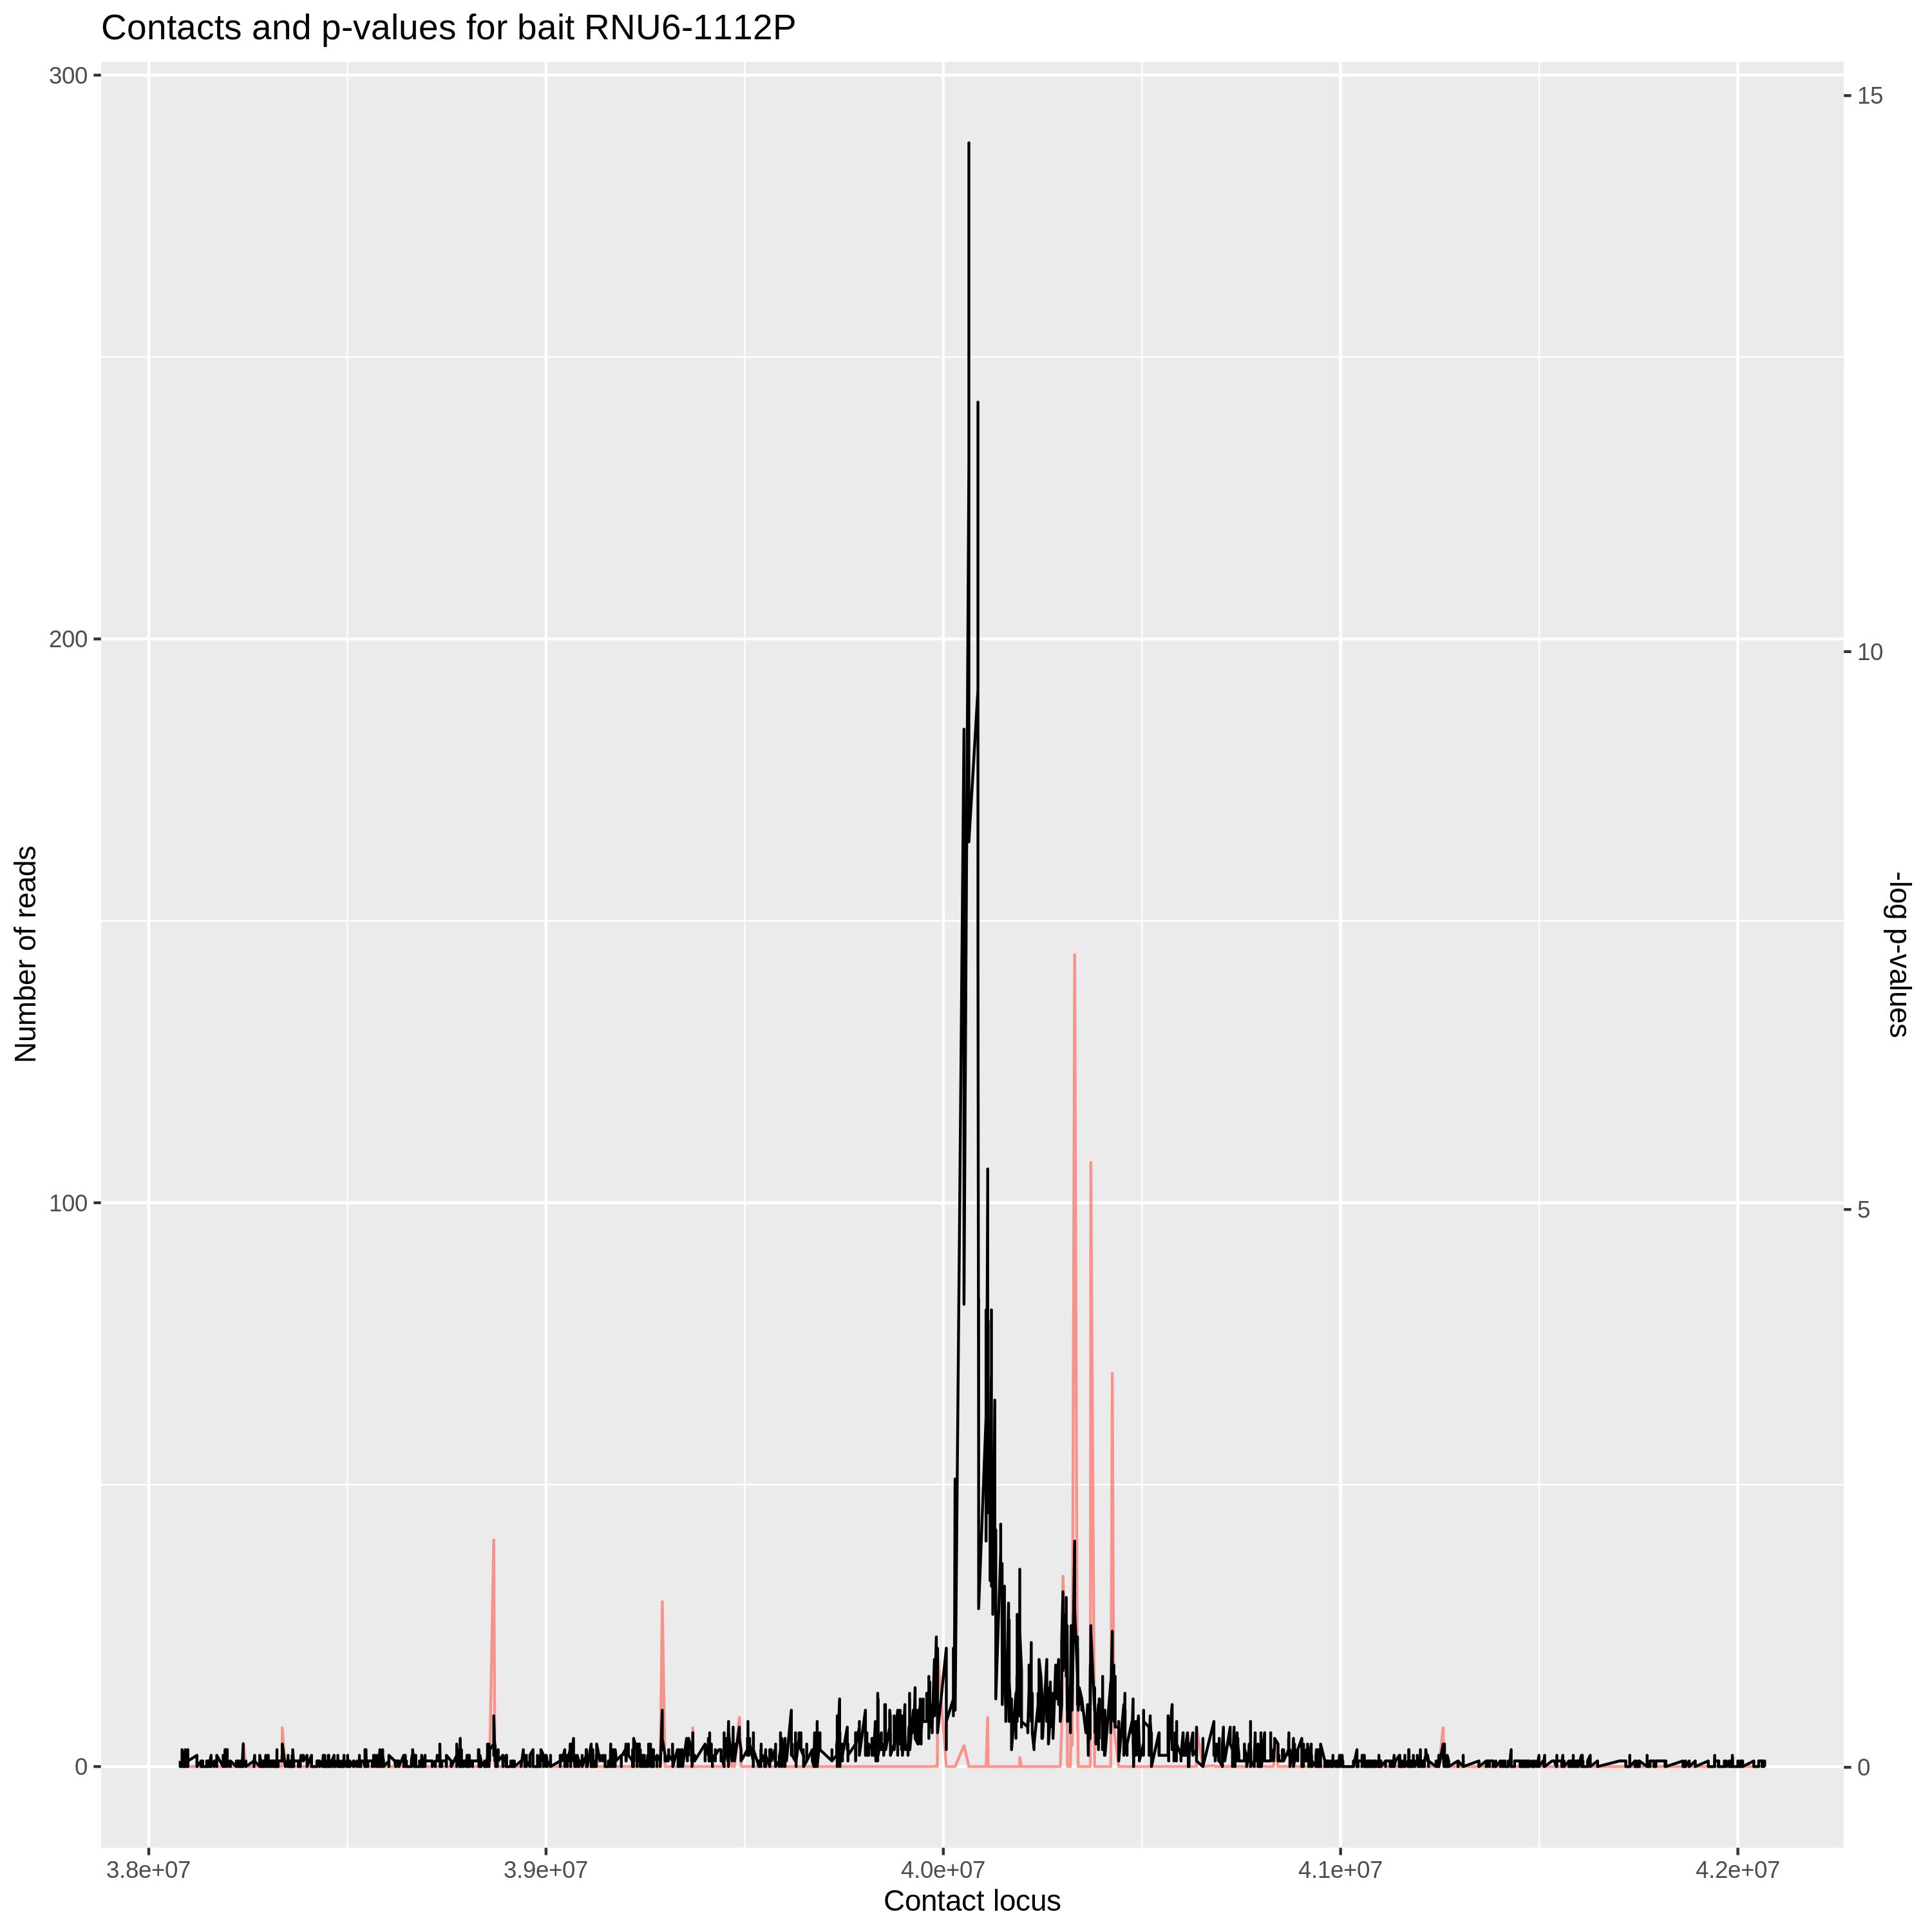 Contacts and p-values for bait RNU6-1112P
300
200
100
0
Number of reads
15
10
5
0
-log p-values
3.8e+07
3.9e+07
4.0e+07
4.1e+07
4.2e+07
Contact locus